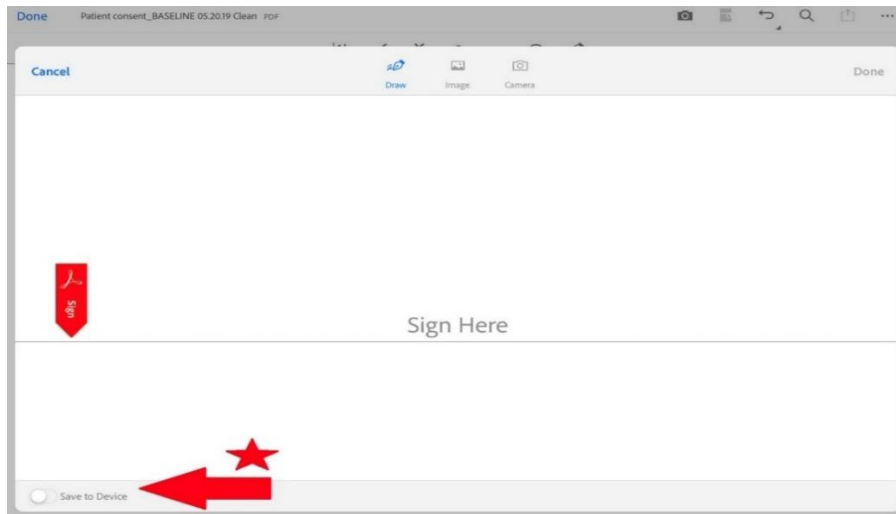 Done Patient consent_BASELINE 05.20.19 Clean PDF
Cancel Draw Image Camera Done
Sign
Sign Here
Save to Device